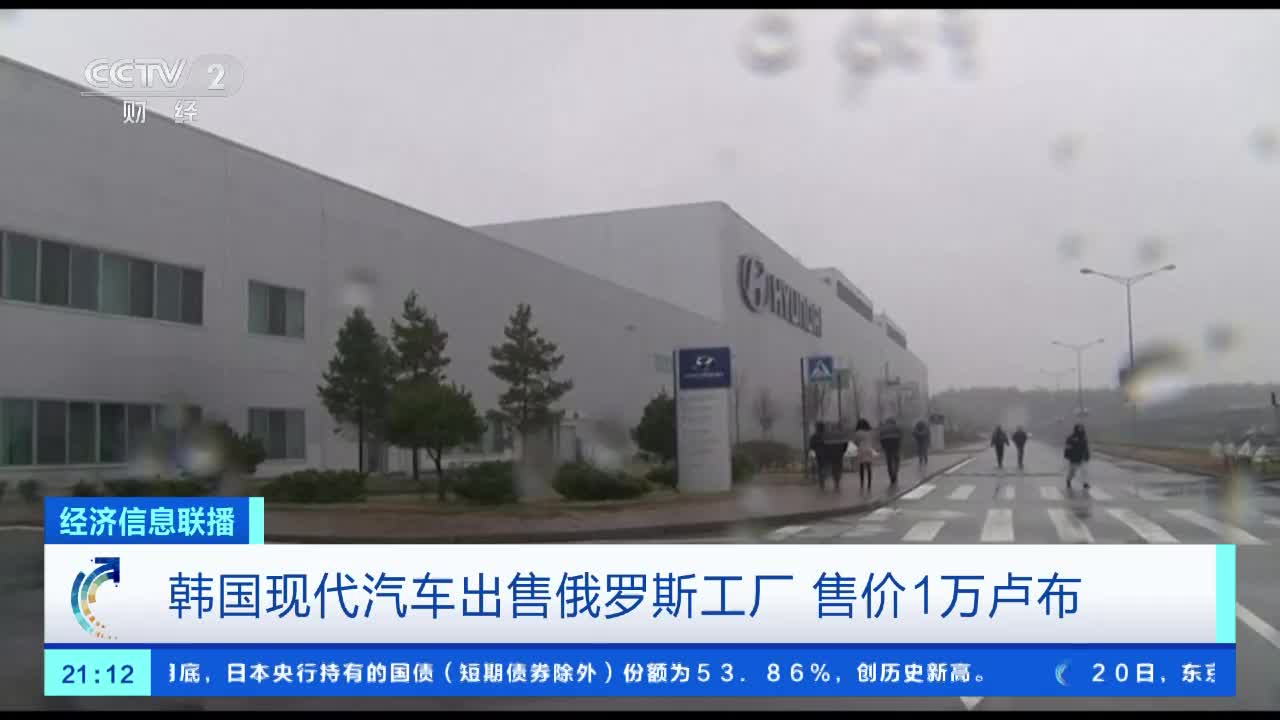 CCTV 2
财 经
HYUNDAI
经济信息联播
韩国现代汽车出售俄罗斯工厂 售价1万卢布
21:12
月底，日本央行持有的国债（短期债券除外）份额为53．86%，创历史新高。 20日，东京